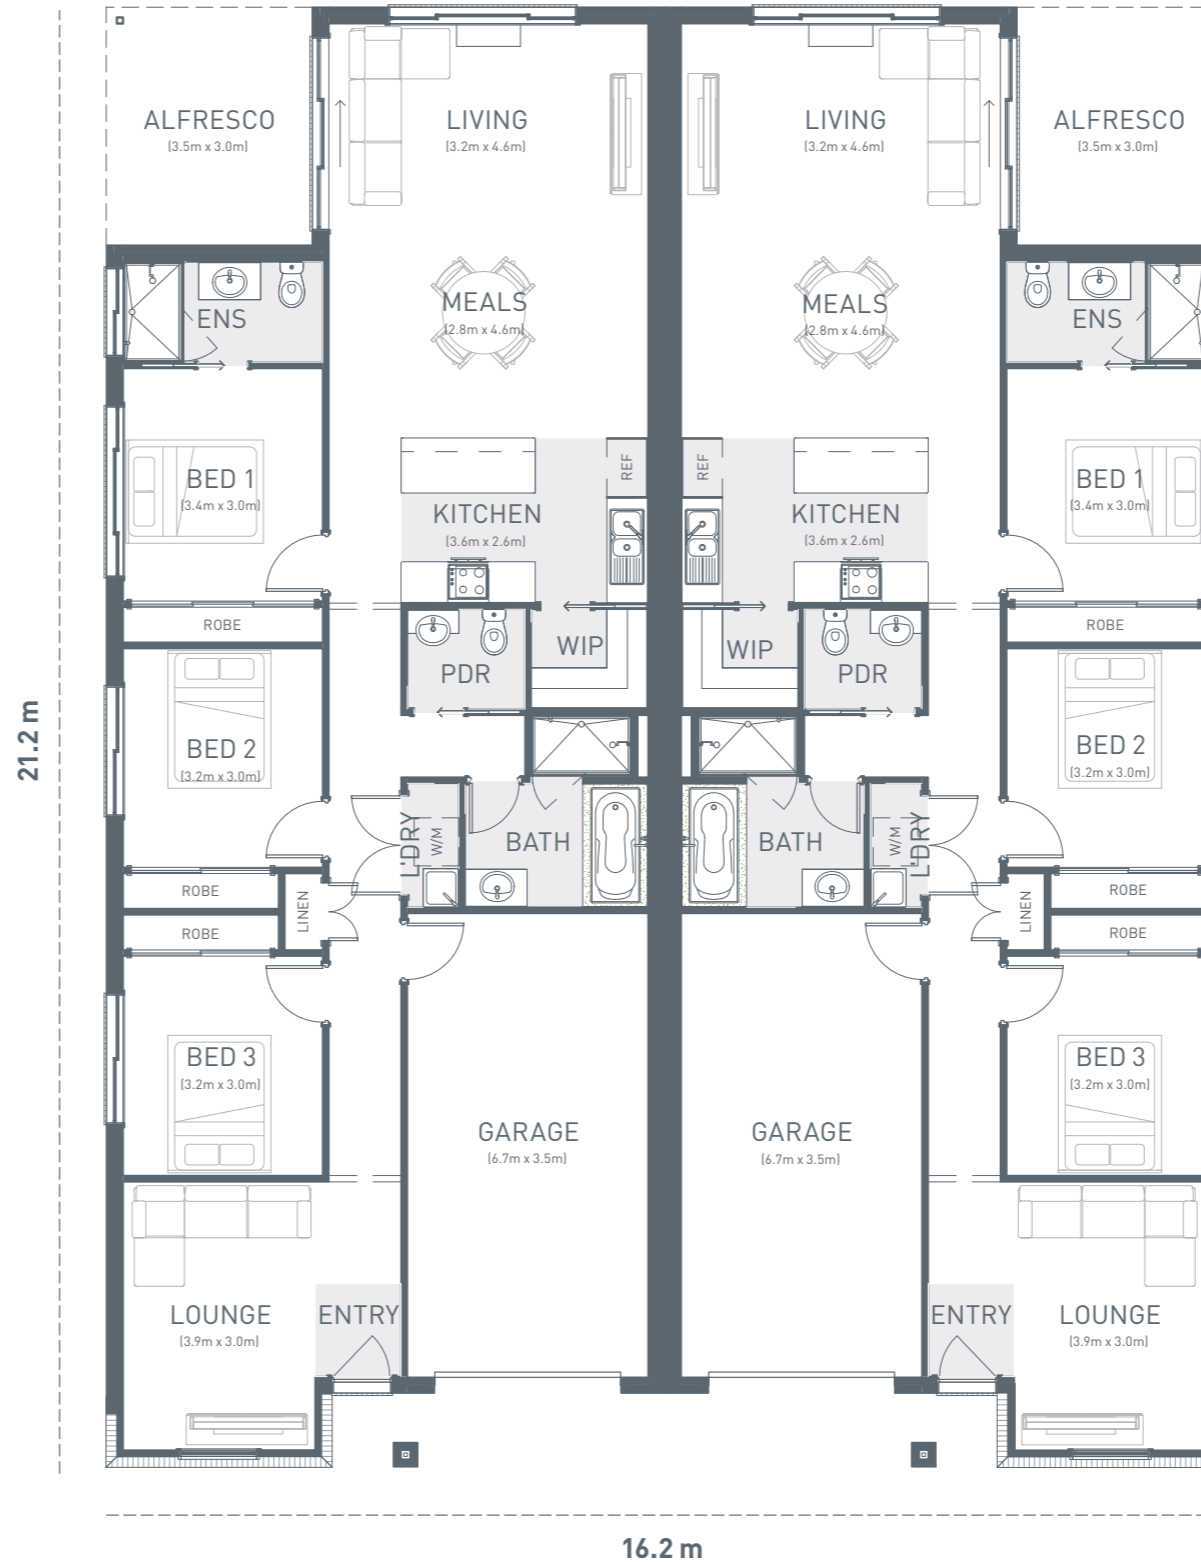 ALFRESCO
(3.5m x 3.0m)
LIVING
(3.2m x 4.6m)
LIVING
(3.2m x 4.6m)
ALFRESCO
(3.5m x 3.0m)
ENS
MEALS
(2.8m x 4.6m)
MEALS
(2.8m x 4.6m)
ENS
BED 1
(3.4m x 3.0m)
KITCHEN
(3.6m x 2.6m)
REF
REF
KITCHEN
(3.6m x 2.6m)
BED 1
(3.4m x 3.0m)
ROBE
PDR
WIP
WIP
PDR
ROBE
21.2 m
BED 2
(3.2m x 3.0m)
L'DRY
W/M
BATH
BATH
W/M
L'DRY
BED 2
(3.2m x 3.0m)
ROBE
LINEN
LINEN
ROBE
ROBE
ROBE
BED 3
(3.2m x 3.0m)
GARAGE
(6.7m x 3.5m)
GARAGE
(6.7m x 3.5m)
BED 3
(3.2m x 3.0m)
LOUNGE
(3.9m x 3.0m)
ENTRY
ENTRY
LOUNGE
(3.9m x 3.0m)
16.2 m